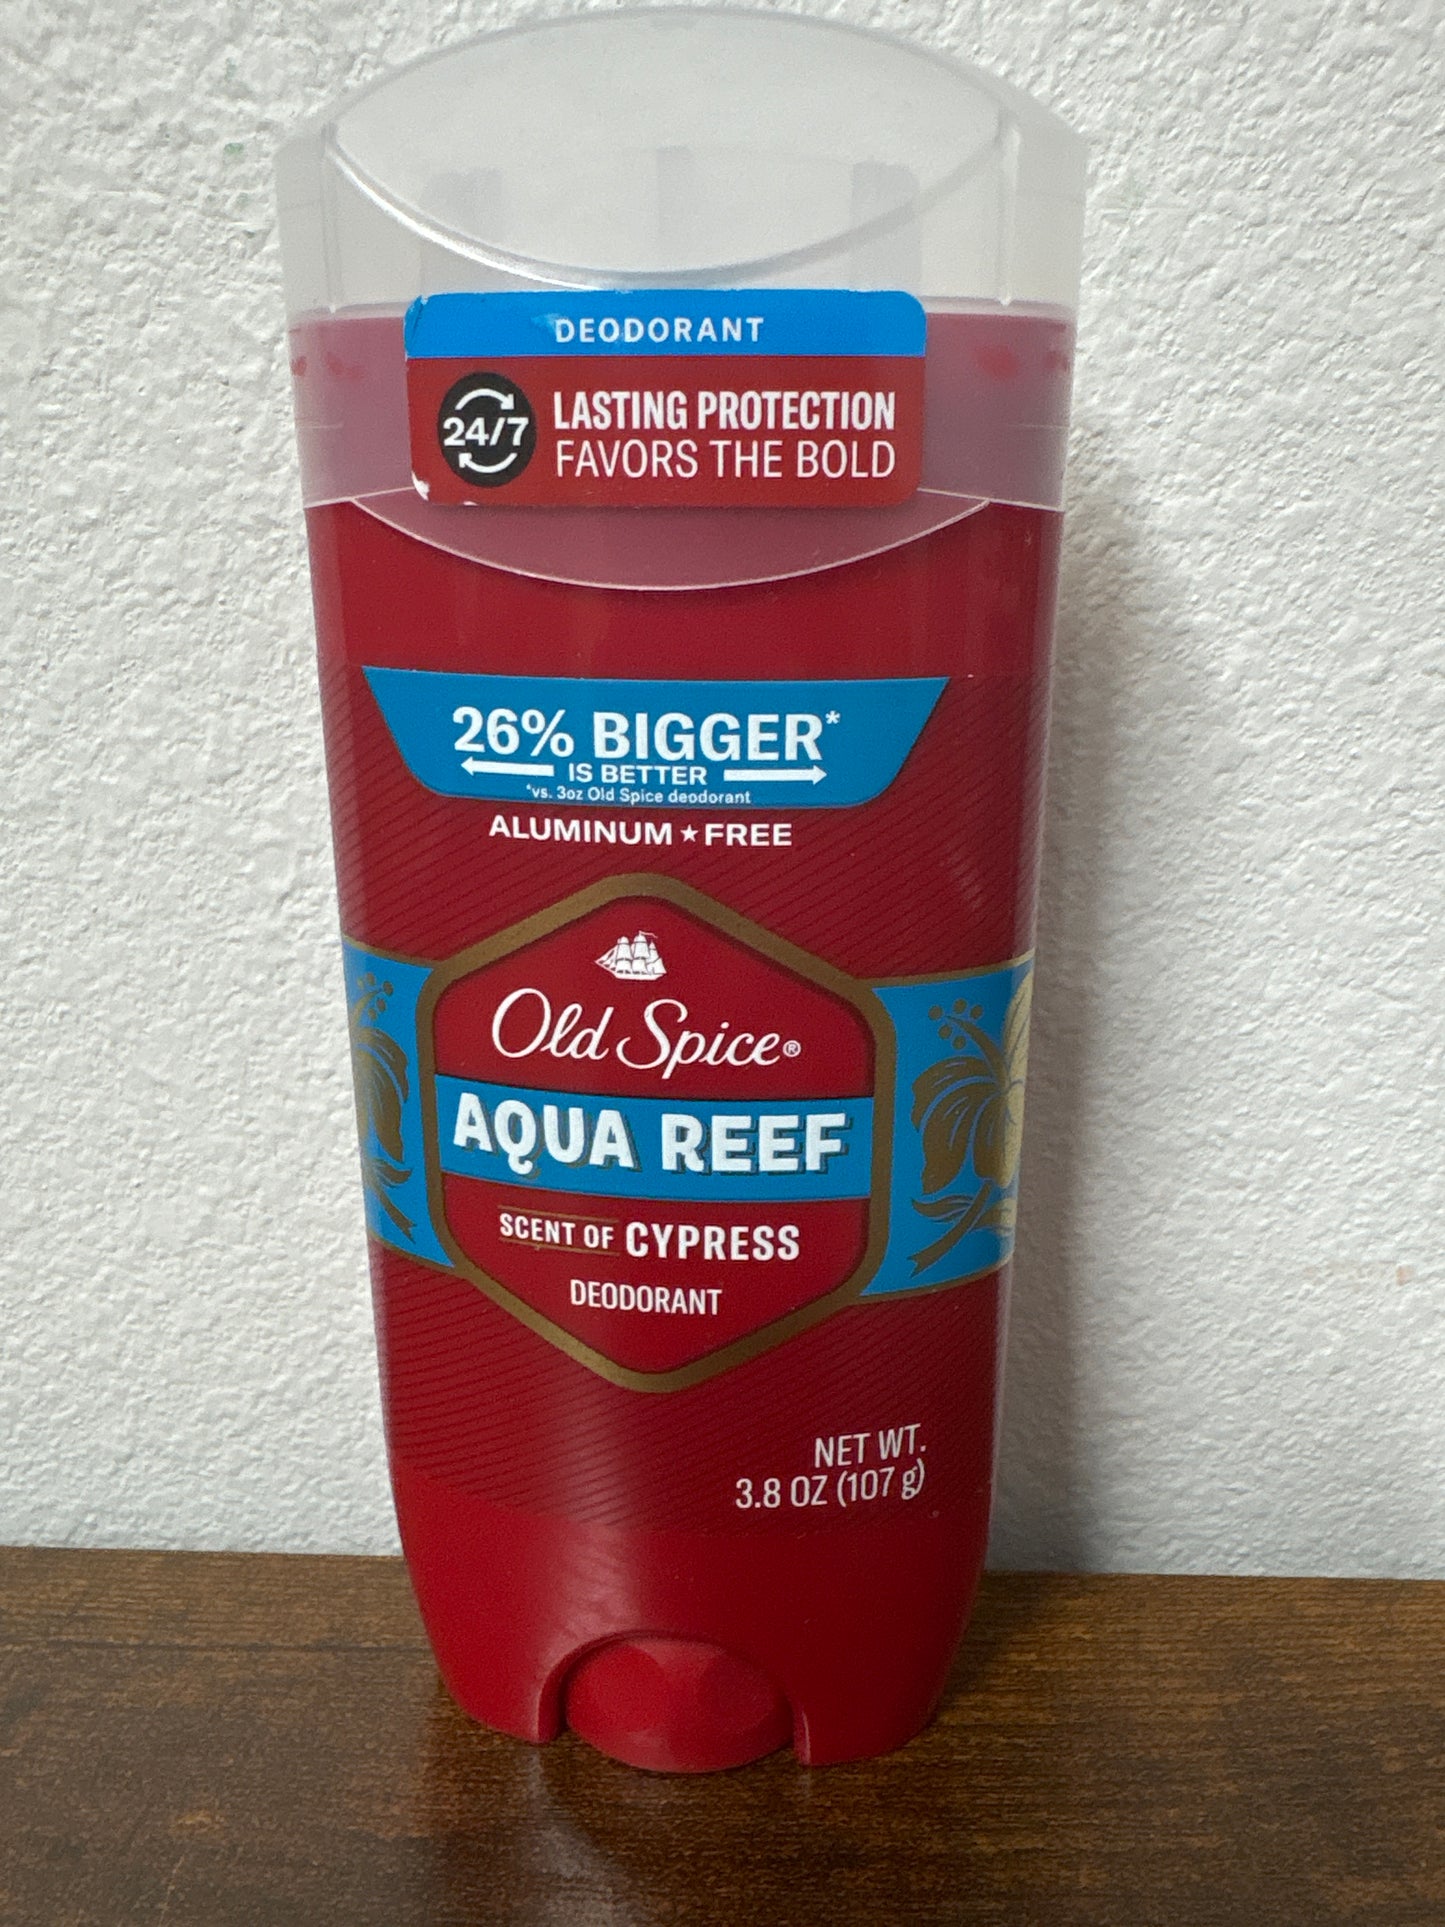 DEODORANT
24/7
LASTING PROTECTION
FAVORS THE BOLD
26% BIGGER*
IS BETTER
*vs. 3oz Old Spice deodorant
ALUMINUM ★ FREE
Old Spice®
AQUA REEF
SCENT OF CYPRESS
DEODORANT
NET WT.
3.8 OZ (107 g)